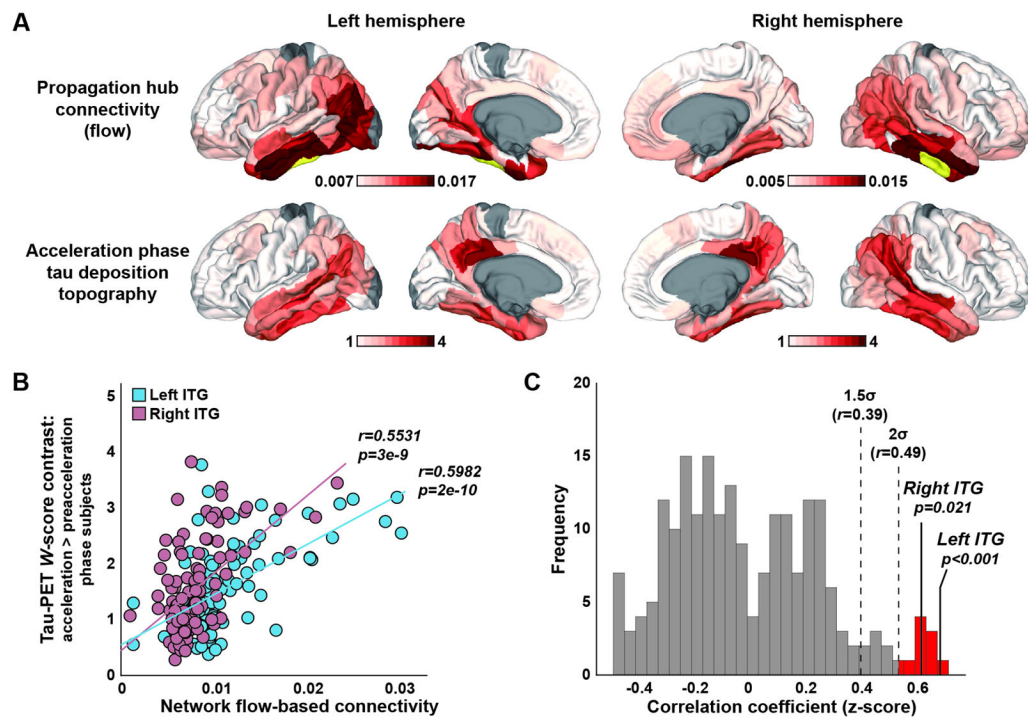 A
Left hemisphere
Right hemisphere
Propagation hub
connectivity
(flow)
0.007
0.017
0.005
0.015
Acceleration phase
tau deposition
topography
1
4
1
4
B
Tau-PET W-score contrast:
acceleration > preacceleration
phase subjects
5
4
3
2
1
0
Left ITG
Right ITG
r=0.5531
p=3e-9
r=0.5982
p=2e-10
0
0.01
0.02
0.03
Network flow-based connectivity
C
Frequency
20
15
10
5
0
1.5σ
(r=0.39)
2σ
(r=0.49)
Right ITG
p=0.021
Left ITG
p<0.001
-0.4
-0.2
0
0.2
0.4
0.6
Correlation coefficient (z-score)